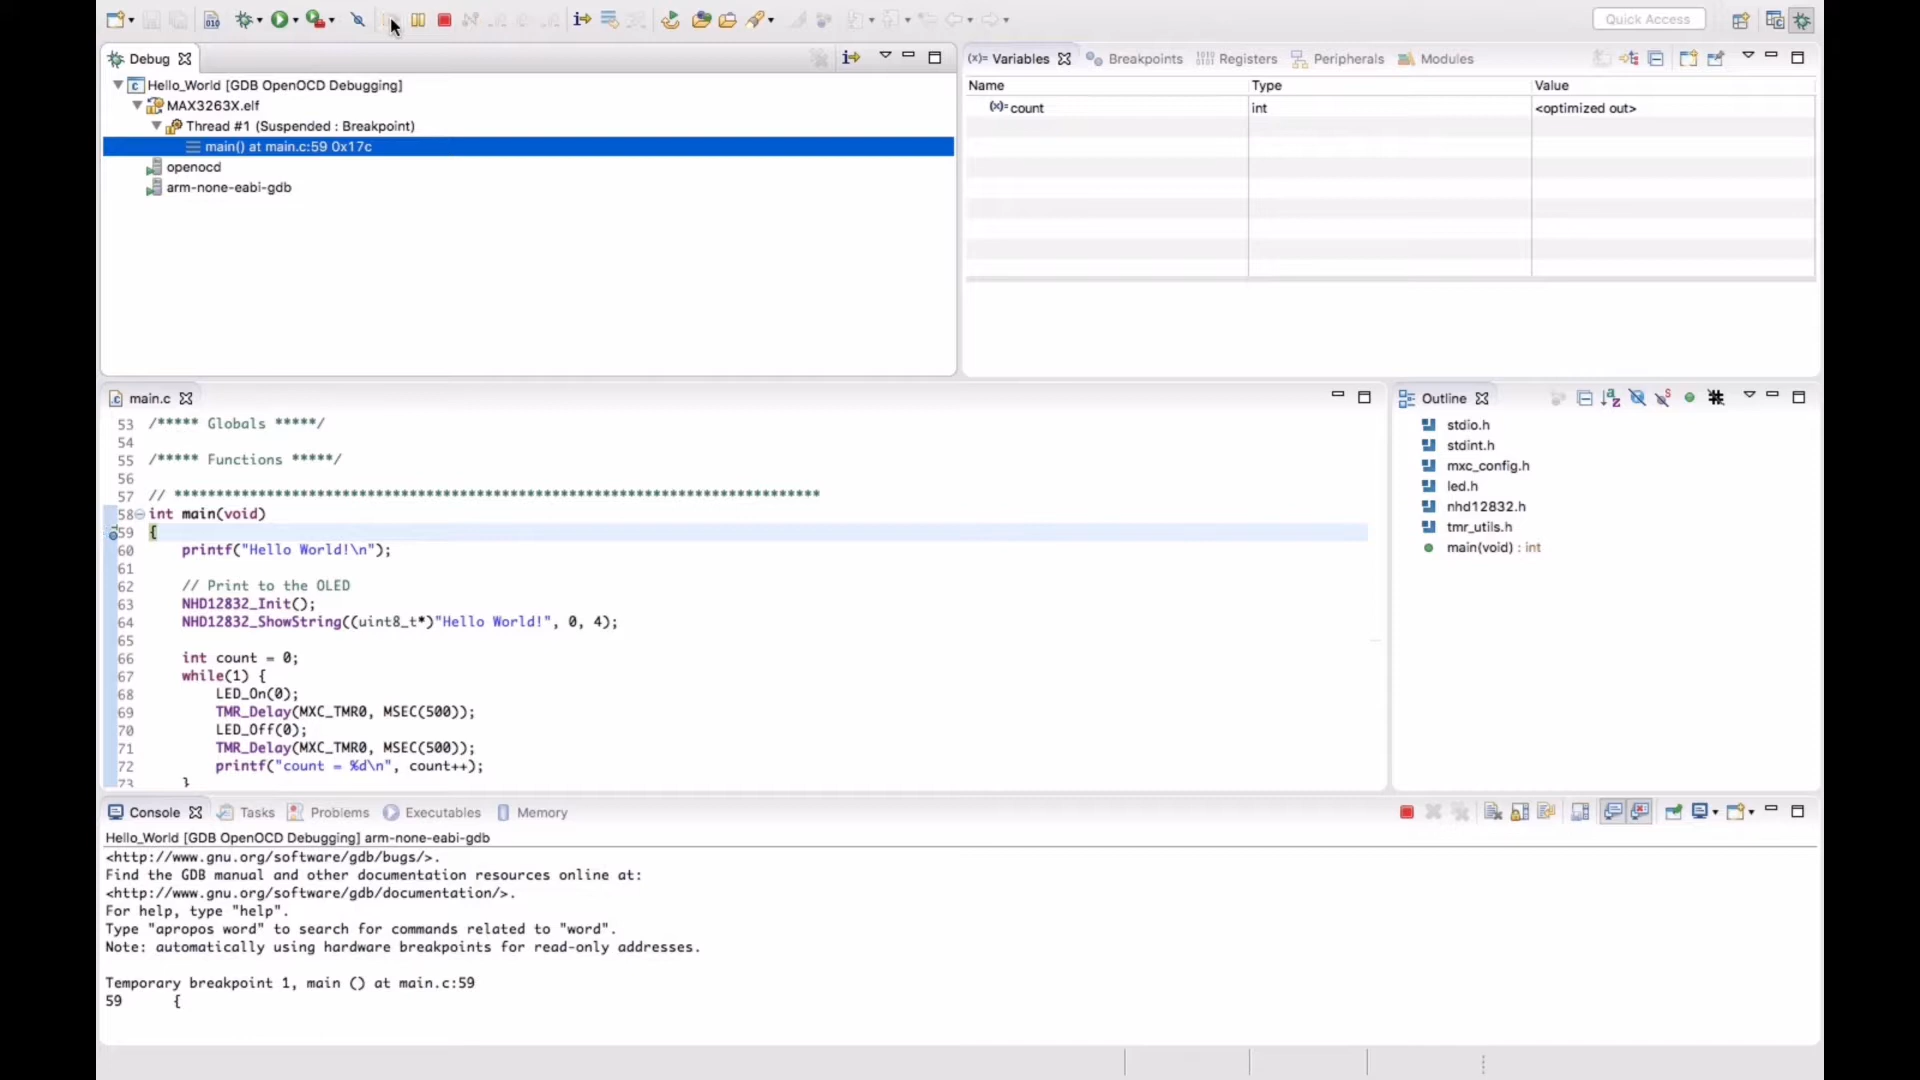 Quick Access
Debug
Hello_World [GDB OpenOCD Debugging]
MAX3263X.elf
Thread #1 (Suspended : Breakpoint)
main() at main.c:59 0x17c
openocd
arm-none-eabi-gdb
(x)= Variables
Breakpoints
1010 Registers
Peripherals
Modules
Name Type Value
(x)= count int <optimized out>
main.c
53 /***** Globals *****/
54
55 /***** Functions *****/
56
57 // *****************************************************************************
58 int main(void)
59 {
60 printf("Hello World!\n");
61
62 // Print to the OLED
63 NHD12832_Init();
64 NHD12832_ShowString((uint8_t*)"Hello World!", 0, 4);
65
66 int count = 0;
67 while(1) {
68 LED_On(0);
69 TMR_Delay(MXC_TMR0, MSEC(500));
70 LED_Off(0);
71 TMR_Delay(MXC_TMR0, MSEC(500));
72 printf("count = %d\n", count++);
73 }
Outline
stdio.h
stdint.h
mxc_config.h
led.h
nhd12832.h
tmr_utils.h
main(void) : int
Console
Tasks
Problems
Executables
Memory
Hello_World [GDB OpenOCD Debugging] arm-none-eabi-gdb
<http://www.gnu.org/software/gdb/bugs/>.
Find the GDB manual and other documentation resources online at:
<http://www.gnu.org/software/gdb/documentation/>.
For help, type "help".
Type "apropos word" to search for commands related to "word".
Note: automatically using hardware breakpoints for read-only addresses.
Temporary breakpoint 1, main () at main.c:59
59 {